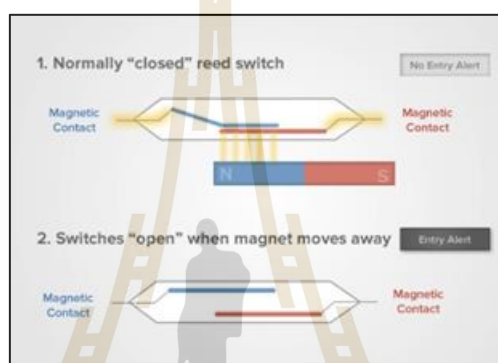 1. Normally “closed” reed switch
No Entry Alert
Magnetic
Contact
Magnetic
Contact
N
S
2. Switches “open” when magnet moves away
Entry Alert
Magnetic
Contact
Magnetic
Contact